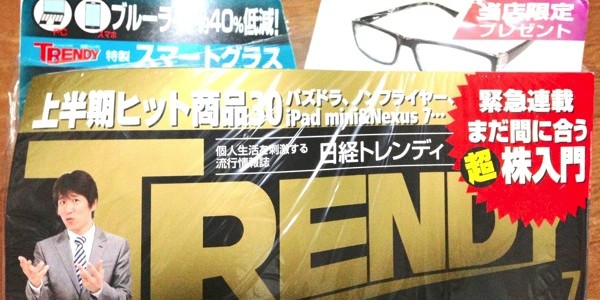 ブルーラ
40%低減!
PC
スマホ
TRENDY 特製 スマートグラス
当店限定
プレゼント
上半期ヒット商品30
パズドラ、ノンフライヤー、
iPad mini&Nexus 7…
緊急連載
まだ間に合う
超 株入門
個人生活を刺激する
流行情報誌
日経トレンディ
TRENDY
7